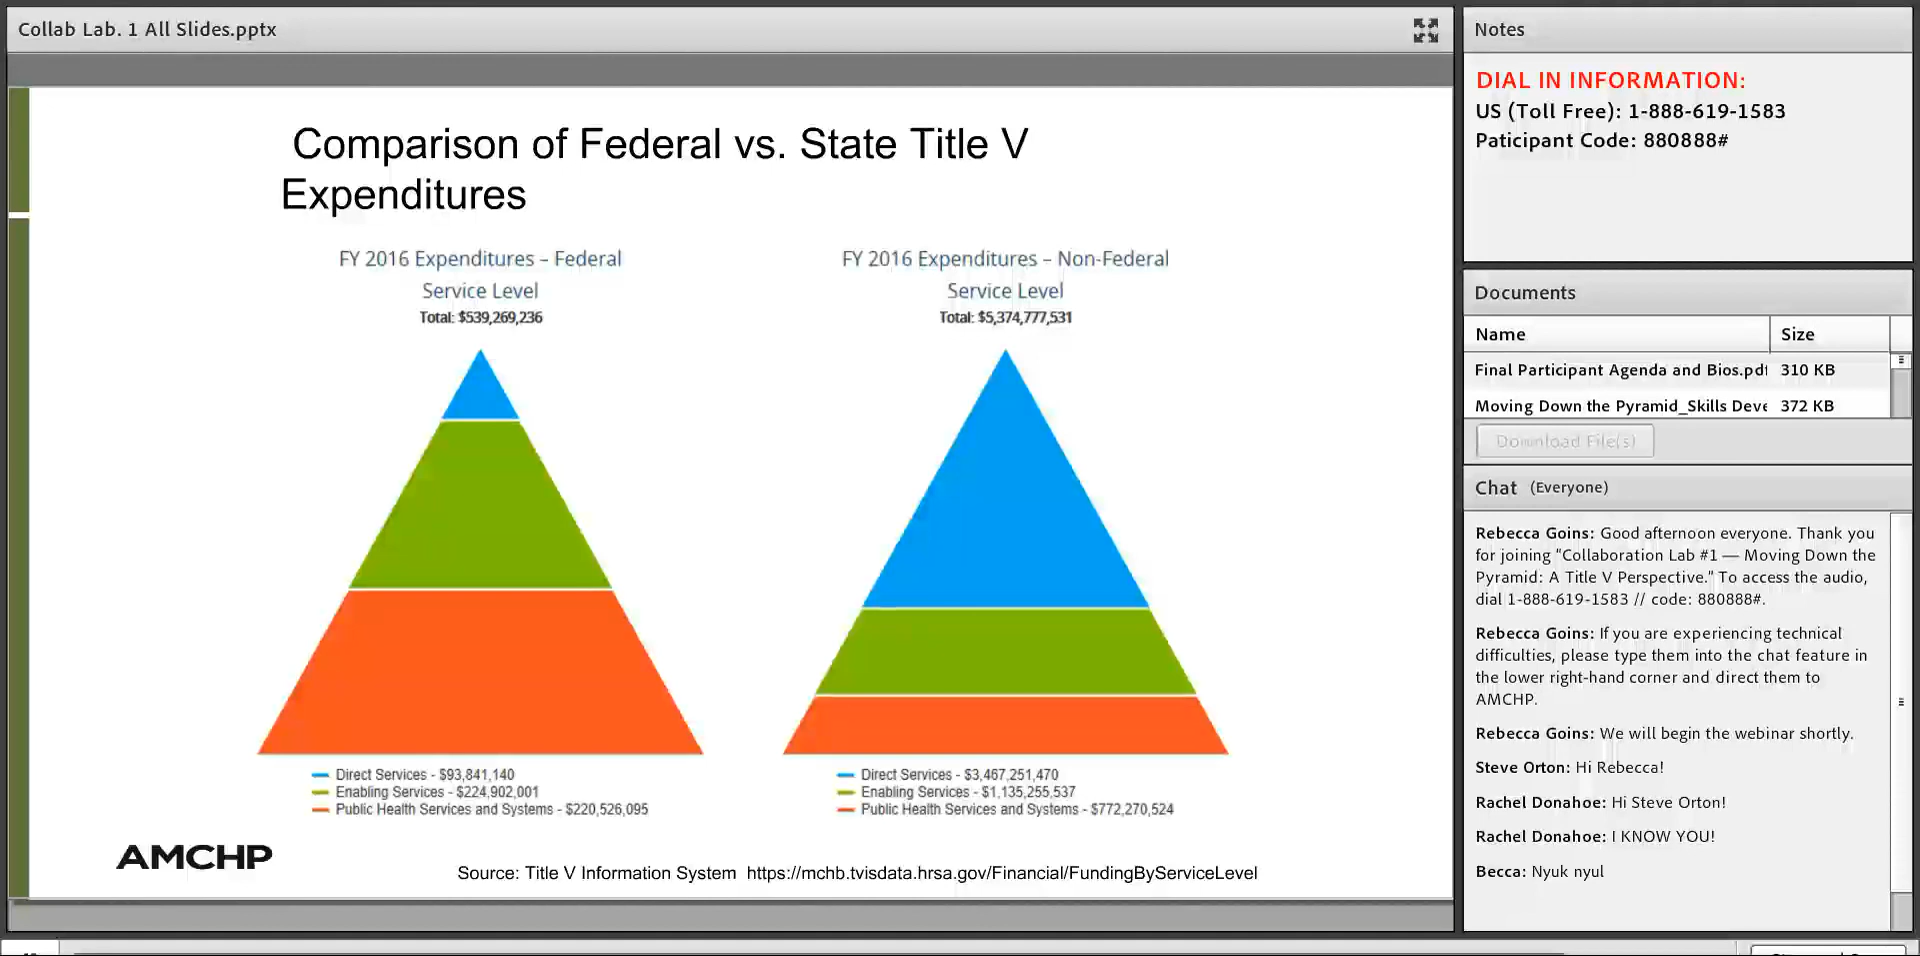 Collab Lab. 1 All Slides.pptx
Comparison of Federal vs. State Title V
Expenditures
FY 2016 Expenditures – Federal
Service Level
Total: $539,269,236
Direct Services - $93,841,140
Enabling Services - $224,902,001
Public Health Services and Systems - $220,526,095
FY 2016 Expenditures – Non-Federal
Service Level
Total: $5,374,777,531
Direct Services - $3,467,251,470
Enabling Services - $1,135,255,537
Public Health Services and Systems - $772,270,524
AMCHP
Source: Title V Information System https://mchb.tvisdata.hrsa.gov/Financial/FundingByServiceLevel
Notes
DIAL IN INFORMATION:
US (Toll Free): 1-888-619-1583
Paticipant Code: 880888#
Documents
Name Size
Final Participant Agenda and Bios.pdf 310 KB
Moving Down the Pyramid_Skills Deve 372 KB
Download File(s)
Chat (Everyone)
Rebecca Goins: Good afternoon everyone. Thank you
for joining “Collaboration Lab #1 — Moving Down the
Pyramid: A Title V Perspective.” To access the audio,
dial 1-888-619-1583 // code: 880888#.
Rebecca Goins: If you are experiencing technical
difficulties, please type them into the chat feature in
the lower right-hand corner and direct them to
AMCHP.
Rebecca Goins: We will begin the webinar shortly.
Steve Orton: Hi Rebecca!
Rachel Donahoe: Hi Steve Orton!
Rachel Donahoe: I KNOW YOU!
Becca: Nyuk nyul